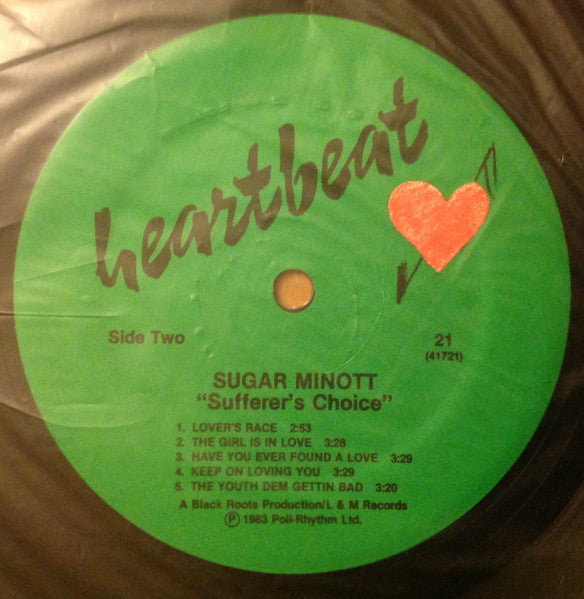 heartbeat
Side Two
21
(41721)
SUGAR MINOTT
"Sufferer's Choice"
1. LOVER'S RACE 2:53
2. THE GIRL IS IN LOVE 3:28
3. HAVE YOU EVER FOUND A LOVE 3:29
4. KEEP ON LOVING YOU 3:29
5. THE YOUTH DEM GETTIN BAD 3:20
A Black Roots Production/L & M Records
Ⓟ 1983 Poli-Rhythm Ltd.